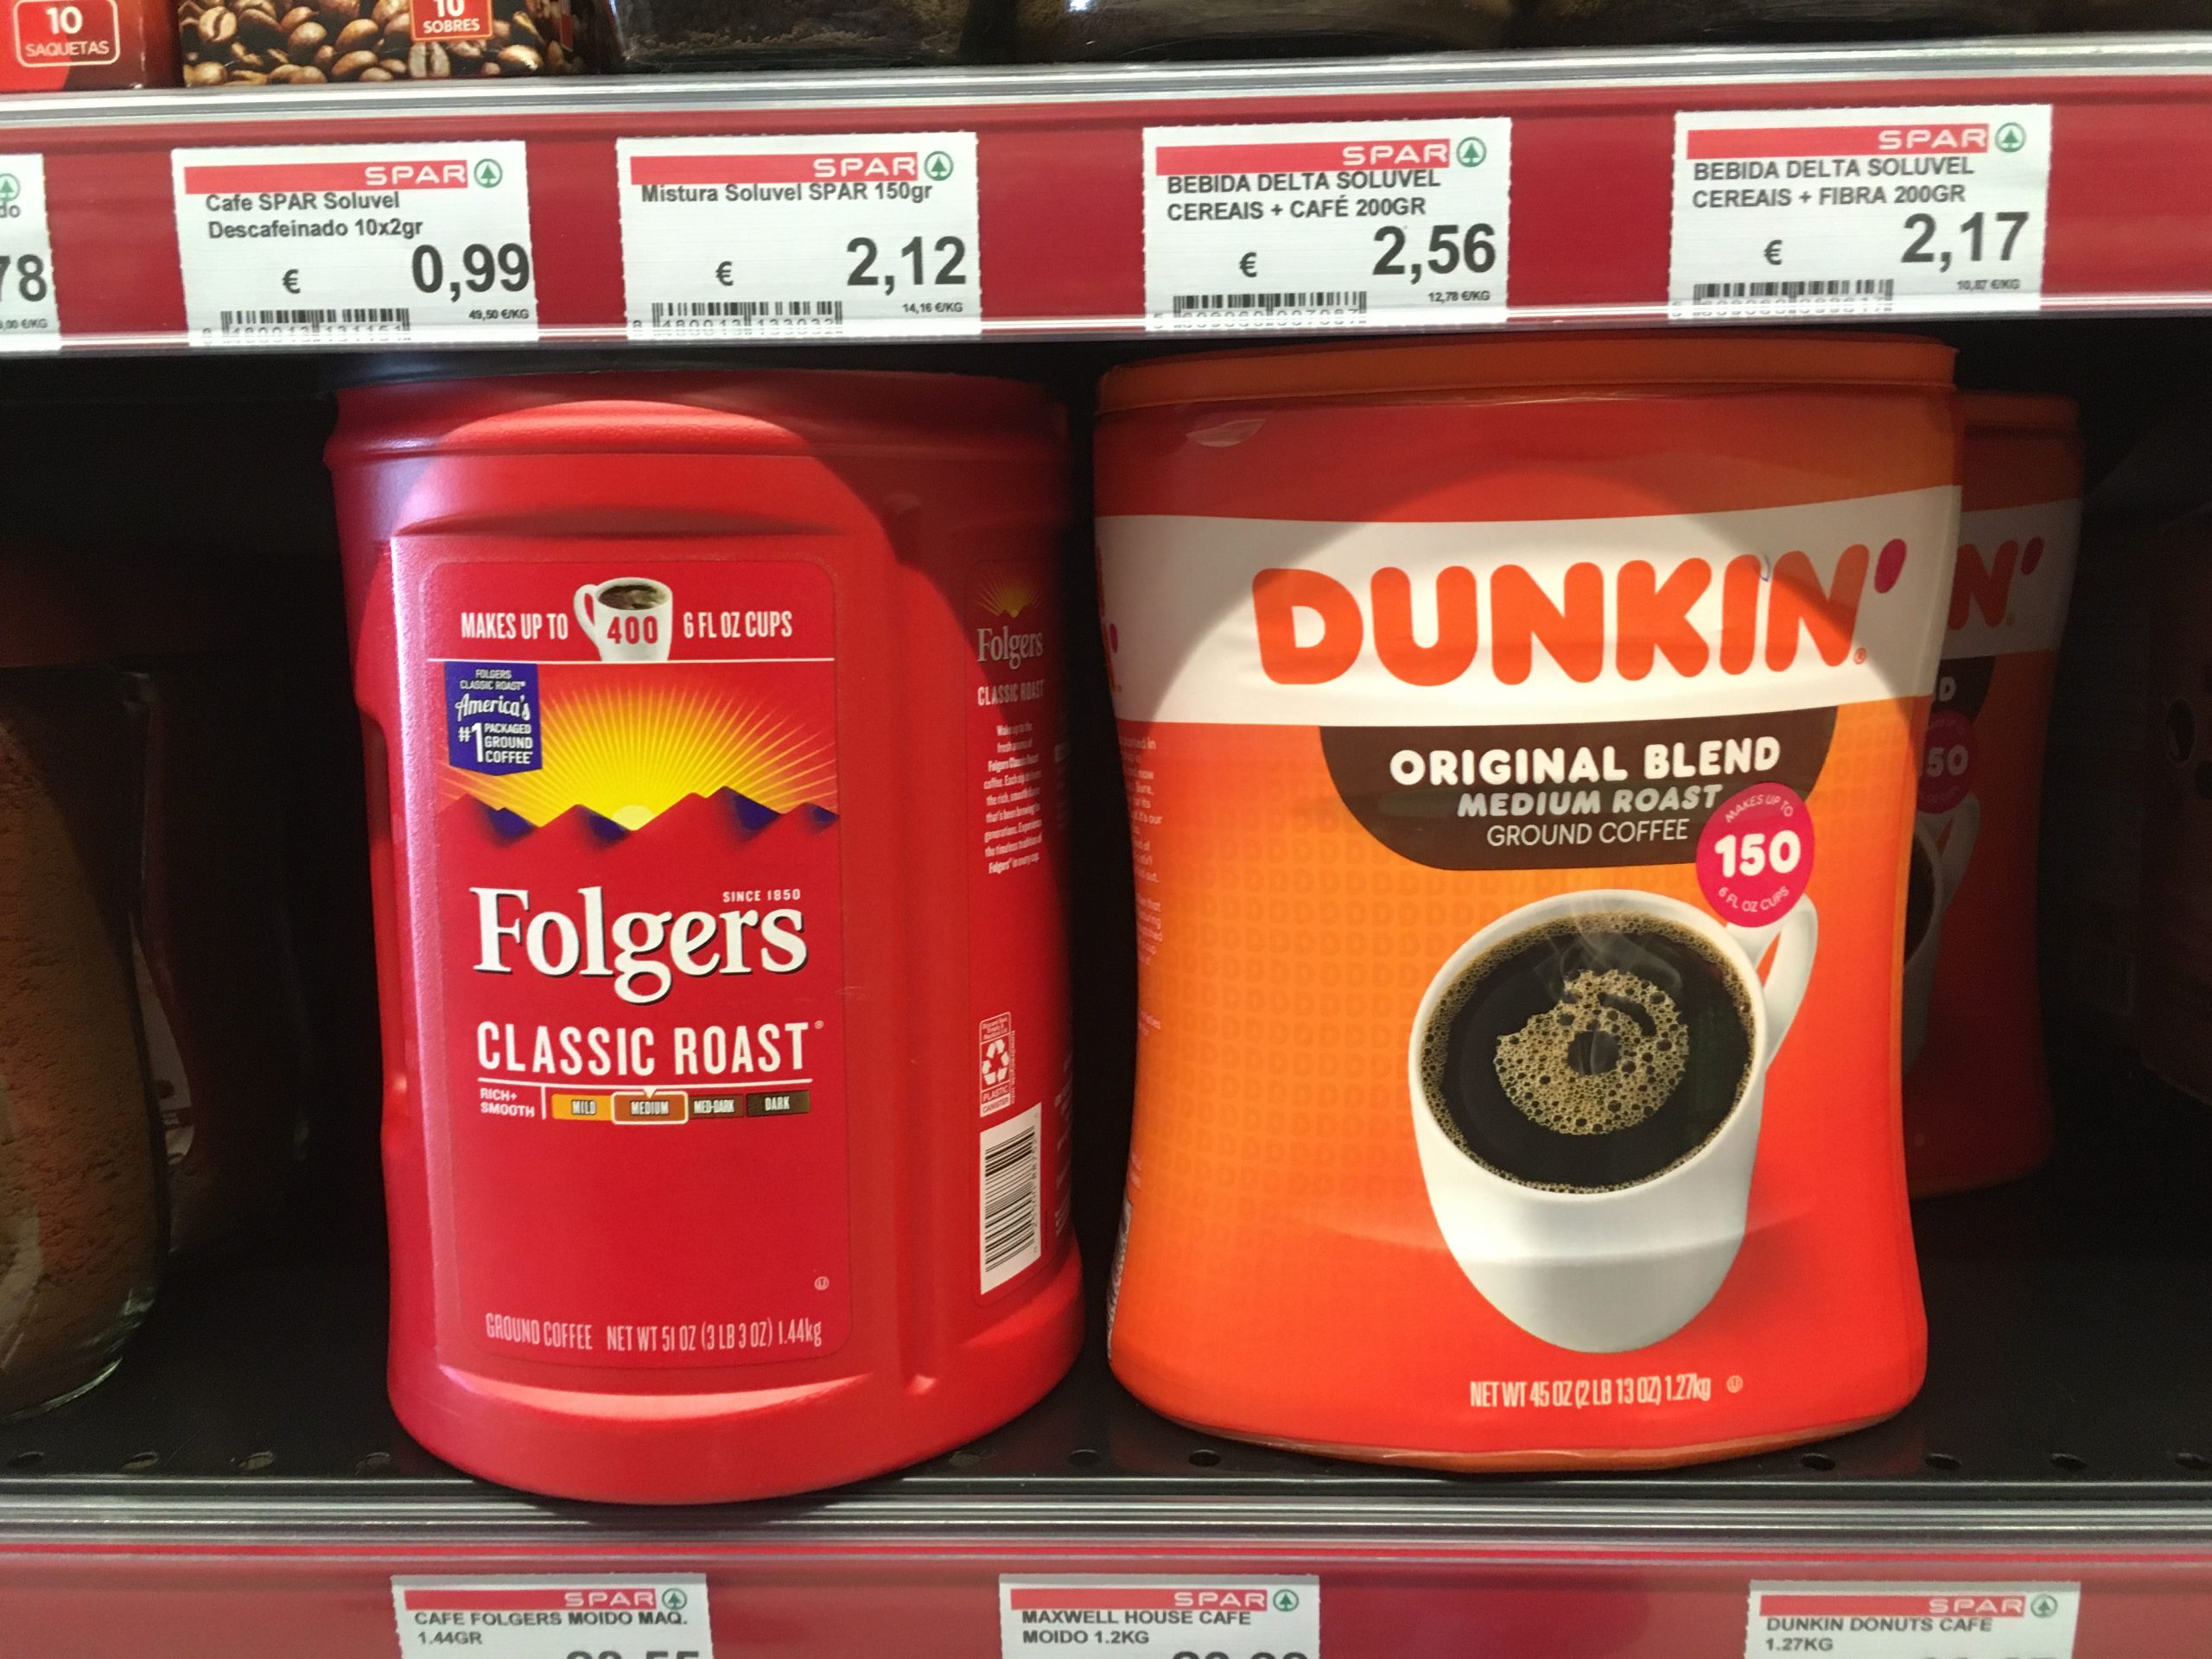 10
SAQUETAS
10
SOBRES
SPAR
Cafe SPAR Soluvel
Descafeinado 10x2gr
€ 0,99
49,50 €/KG
SPAR
Mistura Soluvel SPAR 150gr
€ 2,12
14,16 €/KG
8 480013 133032
SPAR
BEBIDA DELTA SOLUVEL
CEREAIS + CAFÉ 200GR
€ 2,56
12,78 €/KG
SPAR
BEBIDA DELTA SOLUVEL
CEREAIS + FIBRA 200GR
€ 2,17
10,87 €/KG
78
MAKES UP TO 400 6 FL OZ CUPS
FOLGERS
CLASSIC ROAST®
America's
#1 PACKAGED
GROUND
COFFEE
SINCE 1850
Folgers
CLASSIC ROAST®
RICH+
SMOOTH
MILD MEDIUM MED-DARK DARK
GROUND COFFEE NET WT 51 OZ (3 LB 3 OZ) 1.44kg
Folgers
CLASSIC ROAST
PLASTIC
DUNKIN'®
ORIGINAL BLEND
MEDIUM ROAST
GROUND COFFEE
MAKES UP TO
150
6 FL OZ CUPS
NET WT 45 OZ (2 LB 13 OZ) 1.27kg
N'
D
50
SPAR
CAFE FOLGERS MOIDO MAQ.
1.44GR
SPAR
MAXWELL HOUSE CAFE
MOIDO 1.2KG
SPAR
DUNKIN DONUTS CAFE
1.27KG